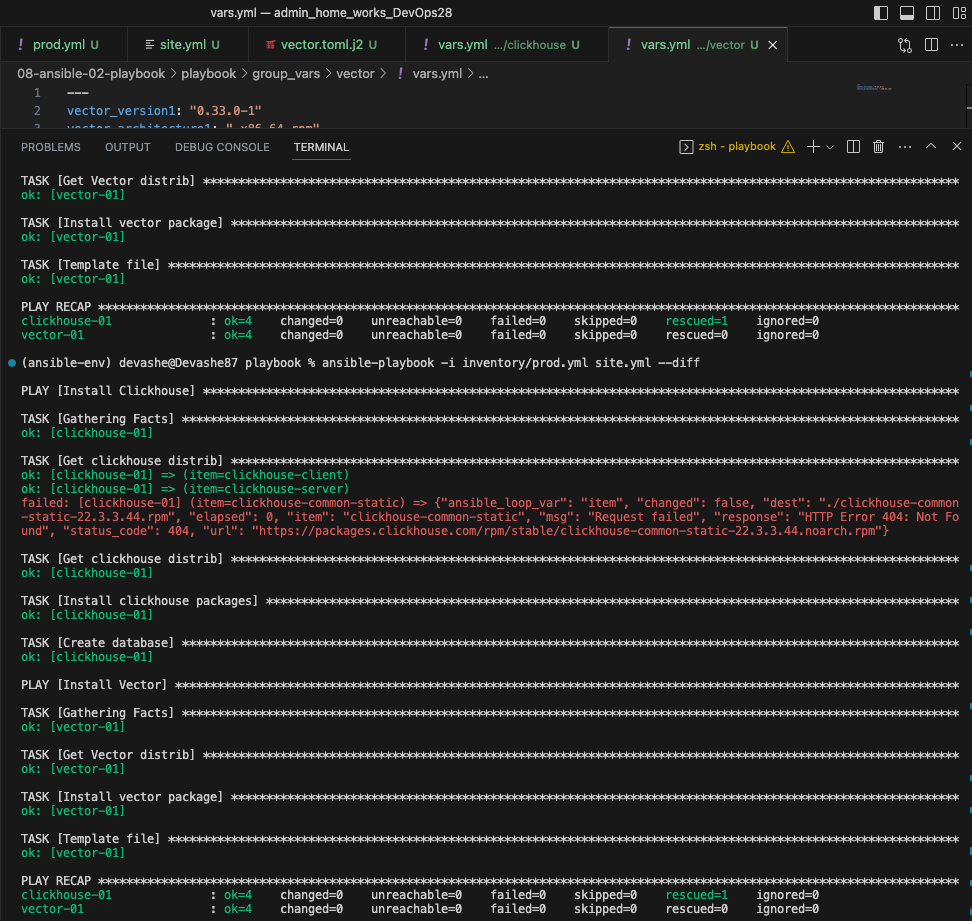 vars.yml — admin_home_works_DevOps28
! prod.yml U
site.yml U
vector.toml.j2 U
! vars.yml .../clickhouse U
! vars.yml .../vector U
08-ansible-02-playbook > playbook > group_vars > vector > ! vars.yml > ...
1 ---
2 vector_version1: "0.33.0-1"
3 vector_architecture1: ".x86_64.rpm"
PROBLEMS OUTPUT DEBUG CONSOLE TERMINAL
zsh - playbook
TASK [Get Vector distrib] ********************************************************************************************************
ok: [vector-01]
TASK [Install vector package] ****************************************************************************************************
ok: [vector-01]
TASK [Template file] *************************************************************************************************************
ok: [vector-01]
PLAY RECAP ***********************************************************************************************************************
clickhouse-01 : ok=4 changed=0 unreachable=0 failed=0 skipped=0 rescued=1 ignored=0
vector-01 : ok=4 changed=0 unreachable=0 failed=0 skipped=0 rescued=0 ignored=0
(ansible-env) devashe@Devashe87 playbook % ansible-playbook -i inventory/prod.yml site.yml --diff
PLAY [Install Clickhouse] ********************************************************************************************************
TASK [Gathering Facts] ***********************************************************************************************************
ok: [clickhouse-01]
TASK [Get clickhouse distrib] ****************************************************************************************************
ok: [clickhouse-01] => (item=clickhouse-client)
ok: [clickhouse-01] => (item=clickhouse-server)
failed: [clickhouse-01] (item=clickhouse-common-static) => {"ansible_loop_var": "item", "changed": false, "dest": "./clickhouse-common
-static-22.3.3.44.rpm", "elapsed": 0, "item": "clickhouse-common-static", "msg": "Request failed", "response": "HTTP Error 404: Not Fo
und", "status_code": 404, "url": "https://packages.clickhouse.com/rpm/stable/clickhouse-common-static-22.3.3.44.noarch.rpm"}
TASK [Get clickhouse distrib] ****************************************************************************************************
ok: [clickhouse-01]
TASK [Install clickhouse packages] ***********************************************************************************************
ok: [clickhouse-01]
TASK [Create database] ***********************************************************************************************************
ok: [clickhouse-01]
PLAY [Install Vector] ************************************************************************************************************
TASK [Gathering Facts] ***********************************************************************************************************
ok: [vector-01]
TASK [Get Vector distrib] ********************************************************************************************************
ok: [vector-01]
TASK [Install vector package] ****************************************************************************************************
ok: [vector-01]
TASK [Template file] *************************************************************************************************************
ok: [vector-01]
PLAY RECAP ***********************************************************************************************************************
clickhouse-01 : ok=4 changed=0 unreachable=0 failed=0 skipped=0 rescued=1 ignored=0
vector-01 : ok=4 changed=0 unreachable=0 failed=0 skipped=0 rescued=0 ignored=0